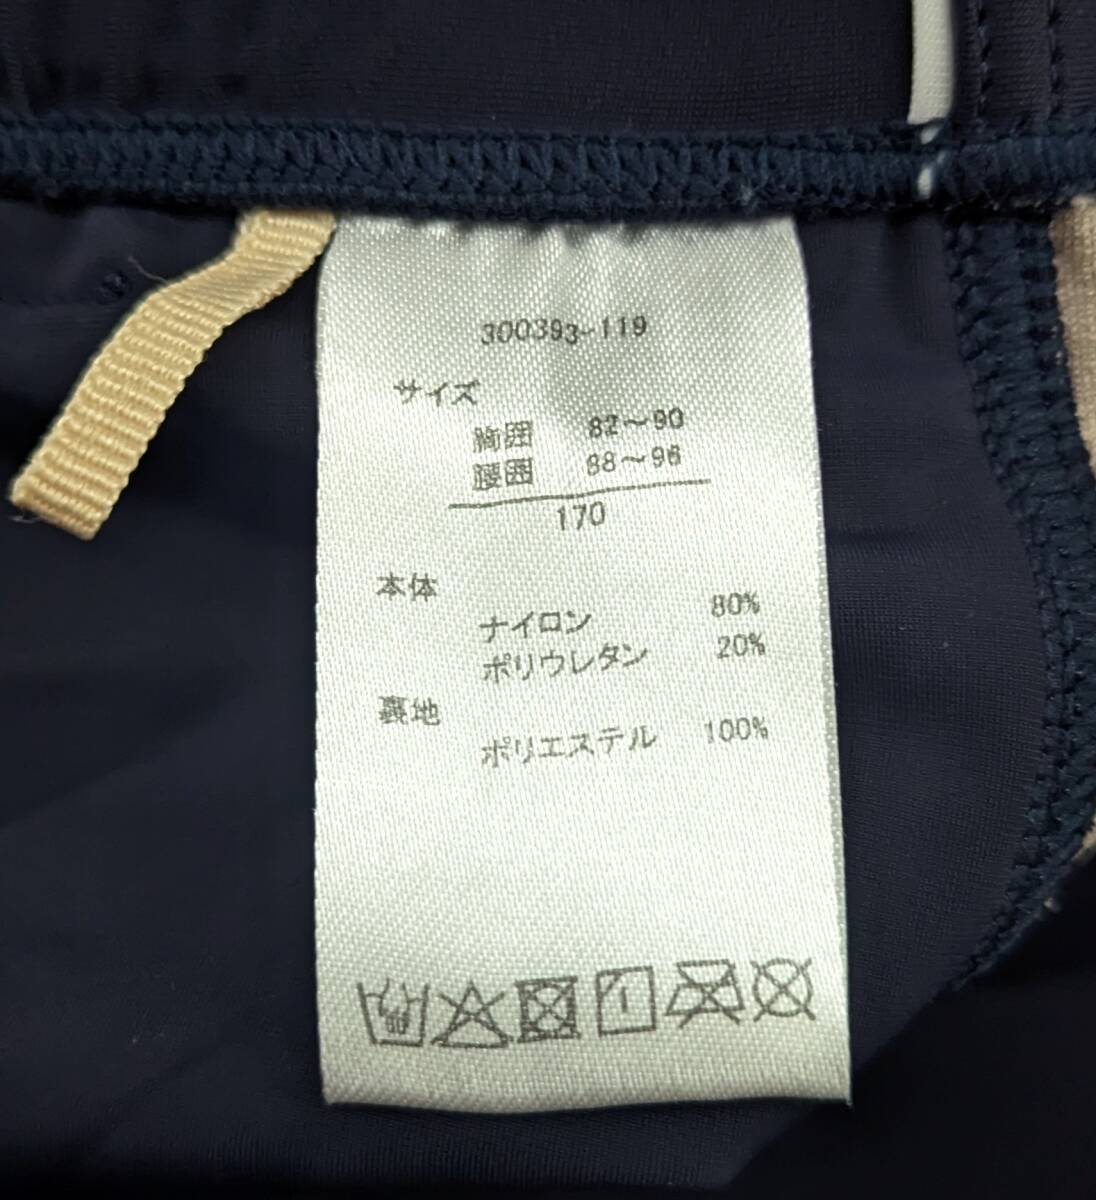 300393-119
サイズ
胸囲 82～90
腰囲 88～96
170
本体
ナイロン 80%
ポリウレタン 20%
裏地
ポリエステル 100%